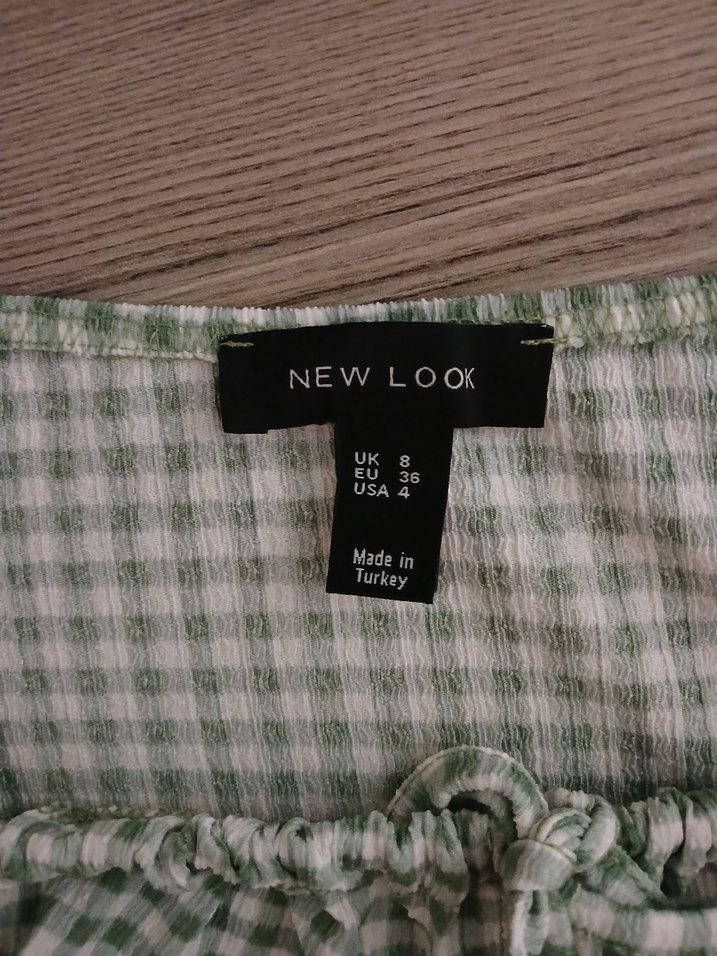 NEW LOOK
UK 8
EU 36
USA 4
Made in
Turkey